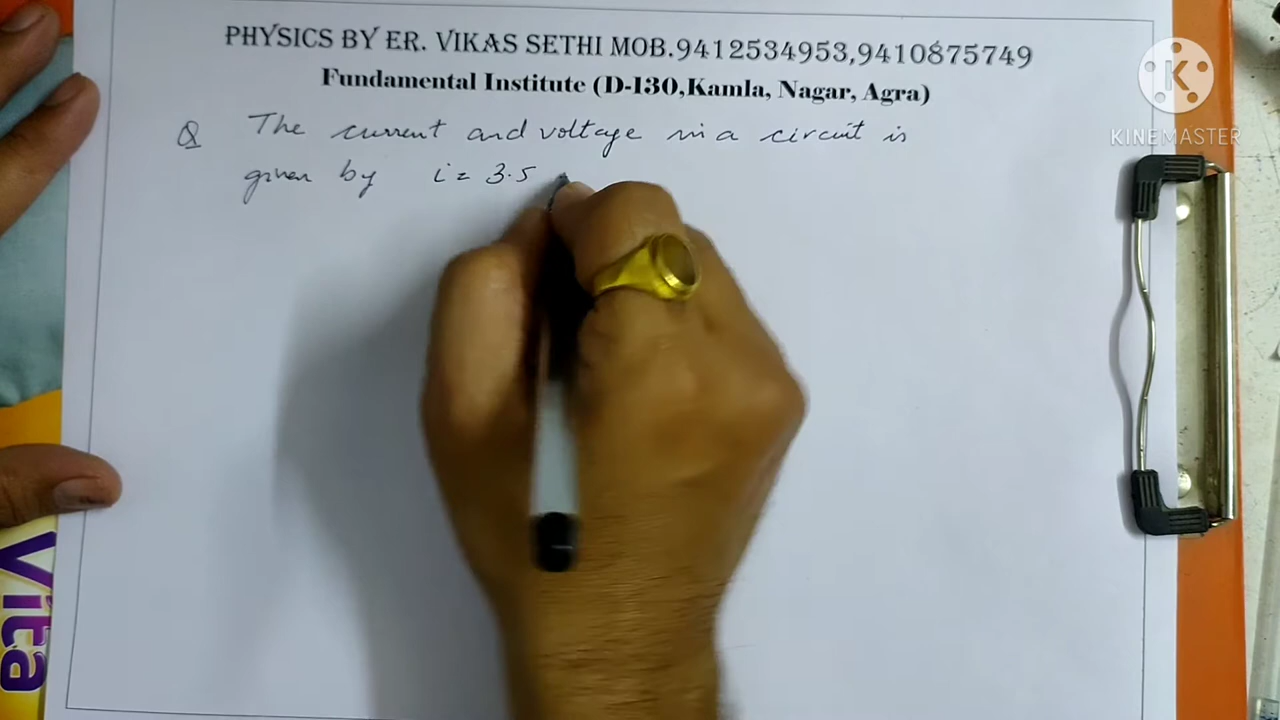 PHYSICS BY ER. VIKAS SETHI MOB.9412534953,9410875749
Fundamental Institute (D-130,Kamla, Nagar, Agra)
Q The current and voltage in a circuit is
given by i = 3.5
KINEMASTER
Vita